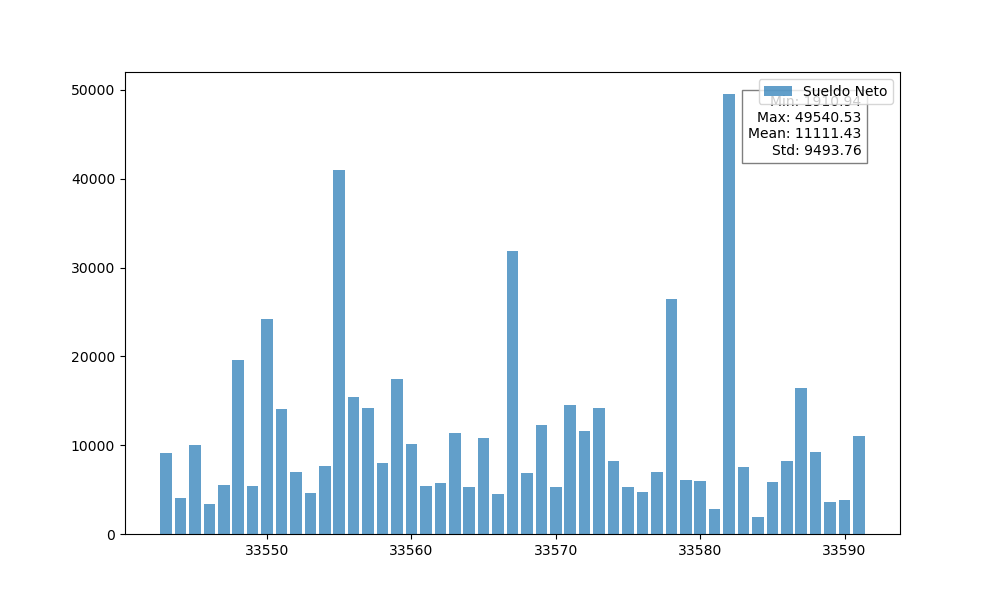 50000
40000
30000
20000
10000
0
33550
33560
33570
33580
33590
Sueldo Neto
Min: 1910.94
Max: 49540.53
Mean: 11111.43
Std: 9493.76